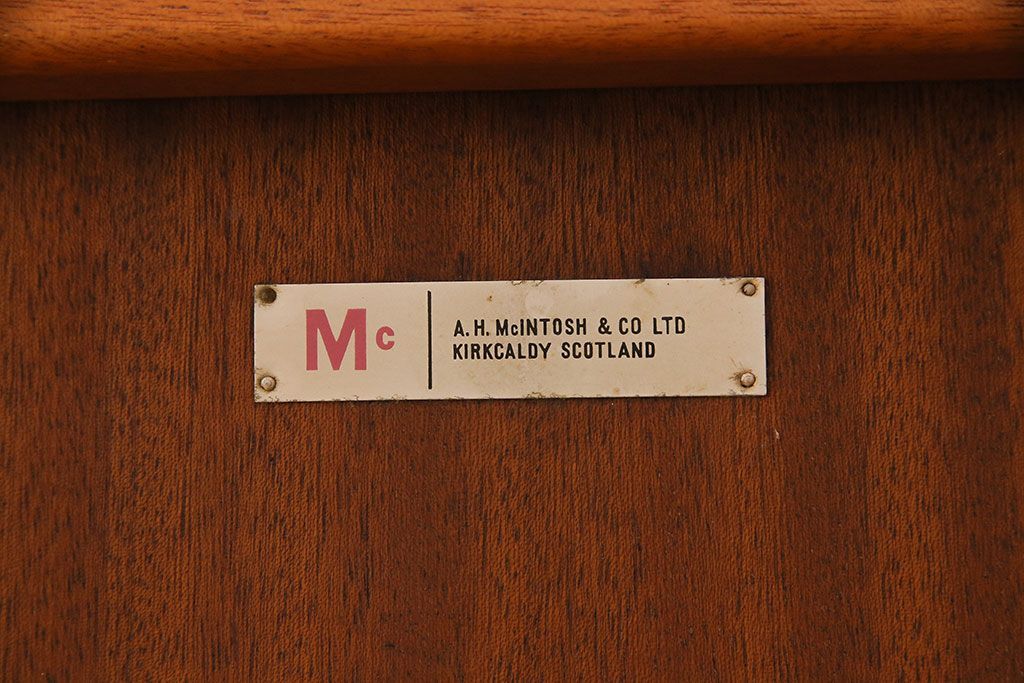 Mc
A. H. McINTOSH & CO LTD
KIRKCALDY SCOTLAND